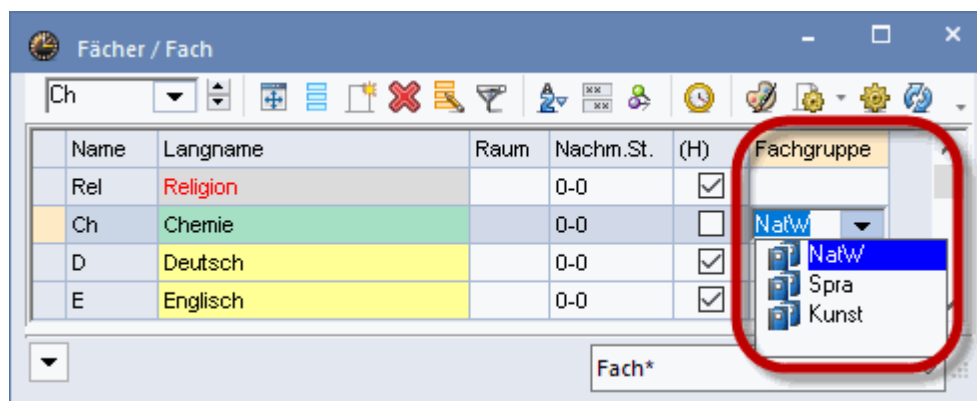 Fächer / Fach
Ch
Name Langname Raum Nachm.St. (H) Fachgruppe
Rel Religion 0-0
Ch Chemie 0-0 NatW
D Deutsch 0-0
E Englisch 0-0
NatW
Spra
Kunst
Fach*